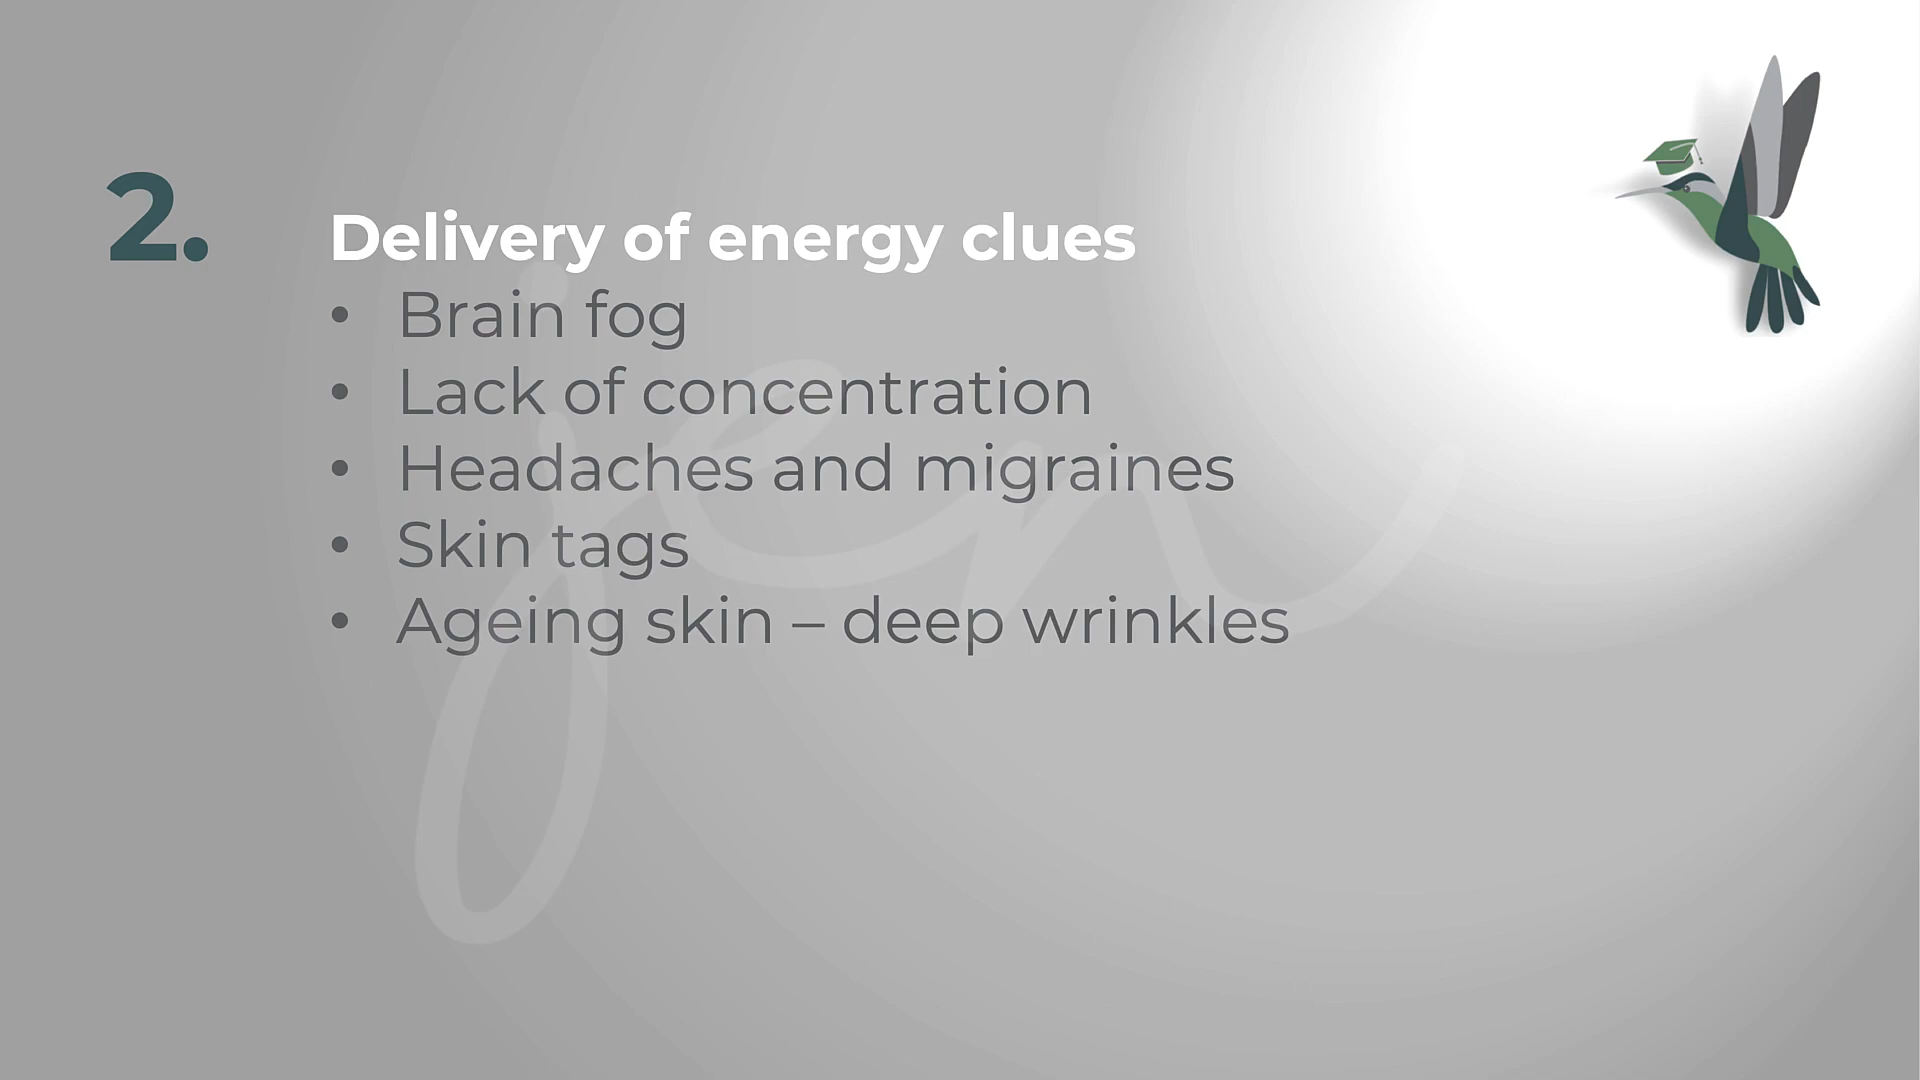 2.
Delivery of energy clues
• Brain fog
• Lack of concentration
• Headaches and migraines
• Skin tags
• Ageing skin – deep wrinkles
jen